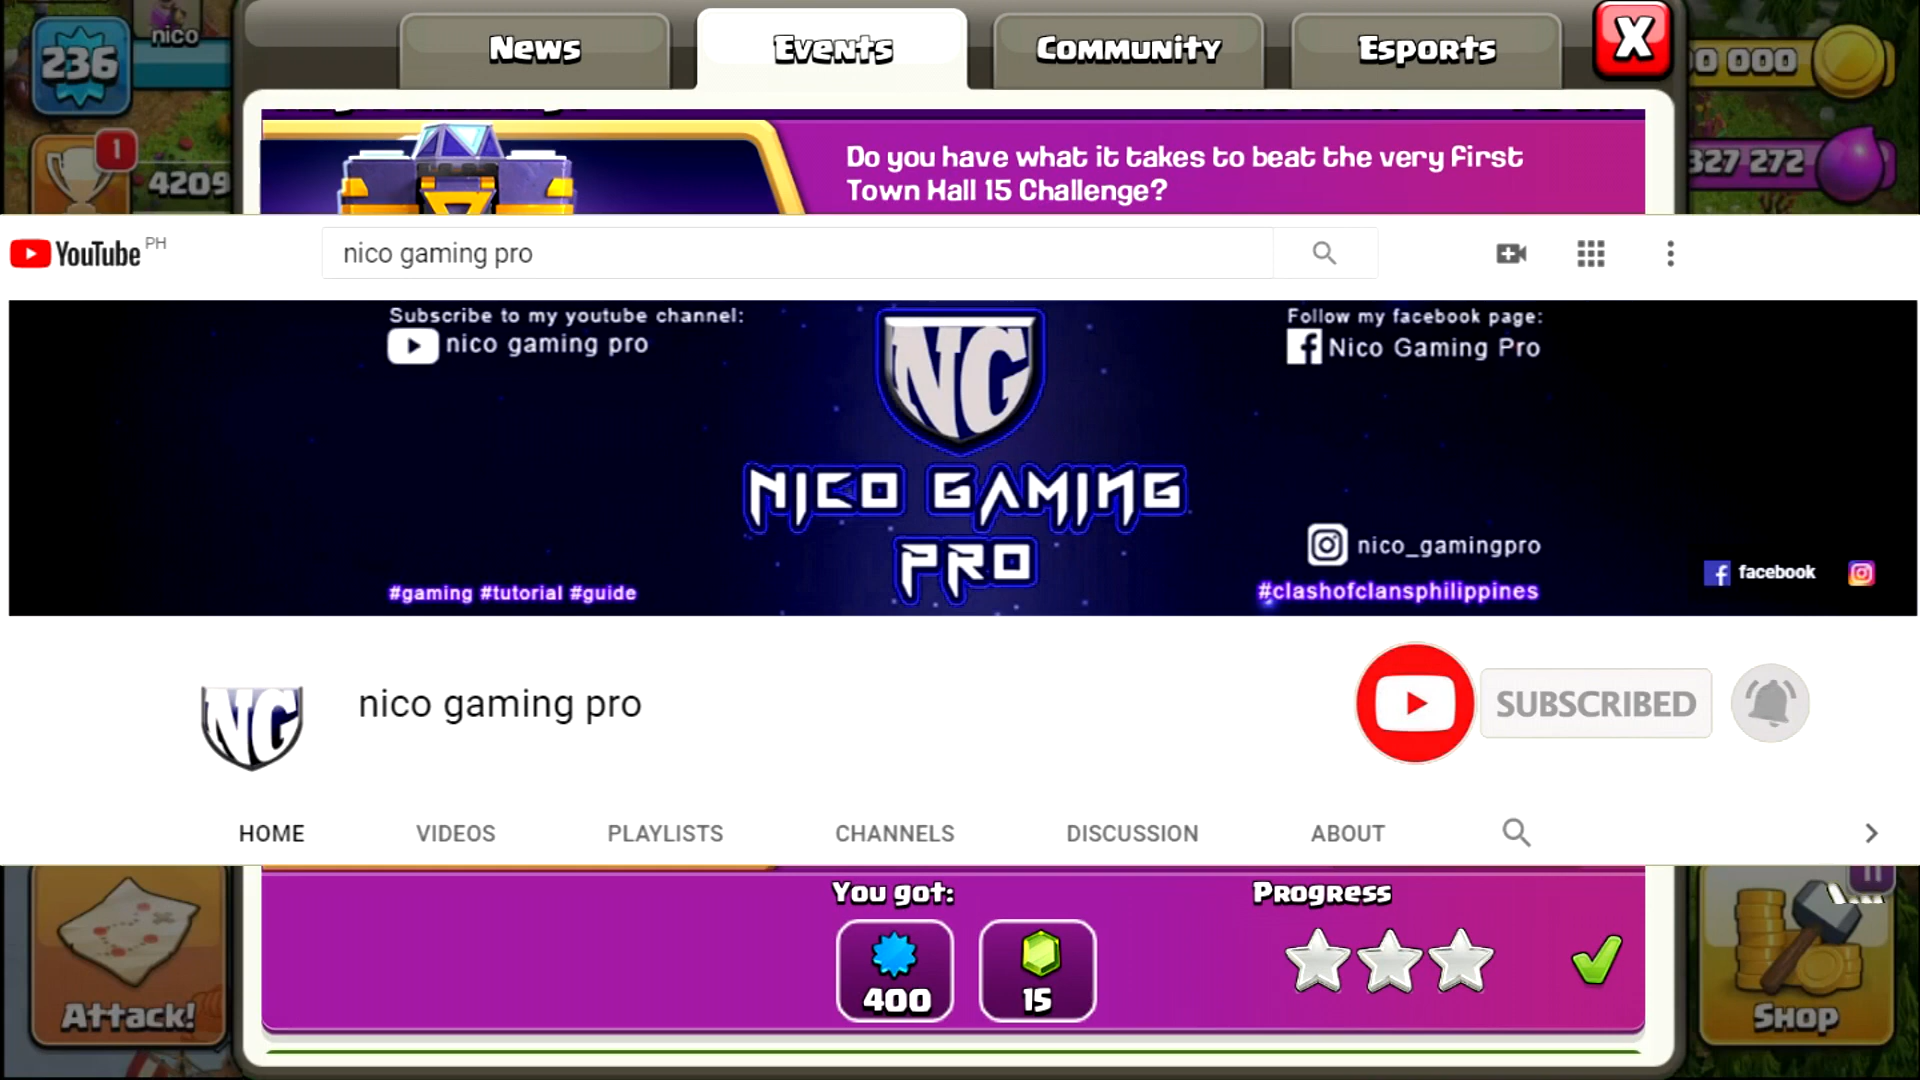 News
Events
Community
Esports
X
236
nico
1
4209
0 000
327 272
Do you have what it takes to beat the very first
Town Hall 15 Challenge?
YouTube PH
nico gaming pro
Subscribe to my youtube channel:
nico gaming pro
NG
Follow my facebook page:
Nico Gaming Pro
NICO GAMING
PRO
nico_gamingpro
#gaming #tutorial #guide
#clashofclansphilippines
facebook
NG
nico gaming pro
SUBSCRIBED
HOME
VIDEOS
PLAYLISTS
CHANNELS
DISCUSSION
ABOUT
You got:
Progress
400
15
Attack!
Shop